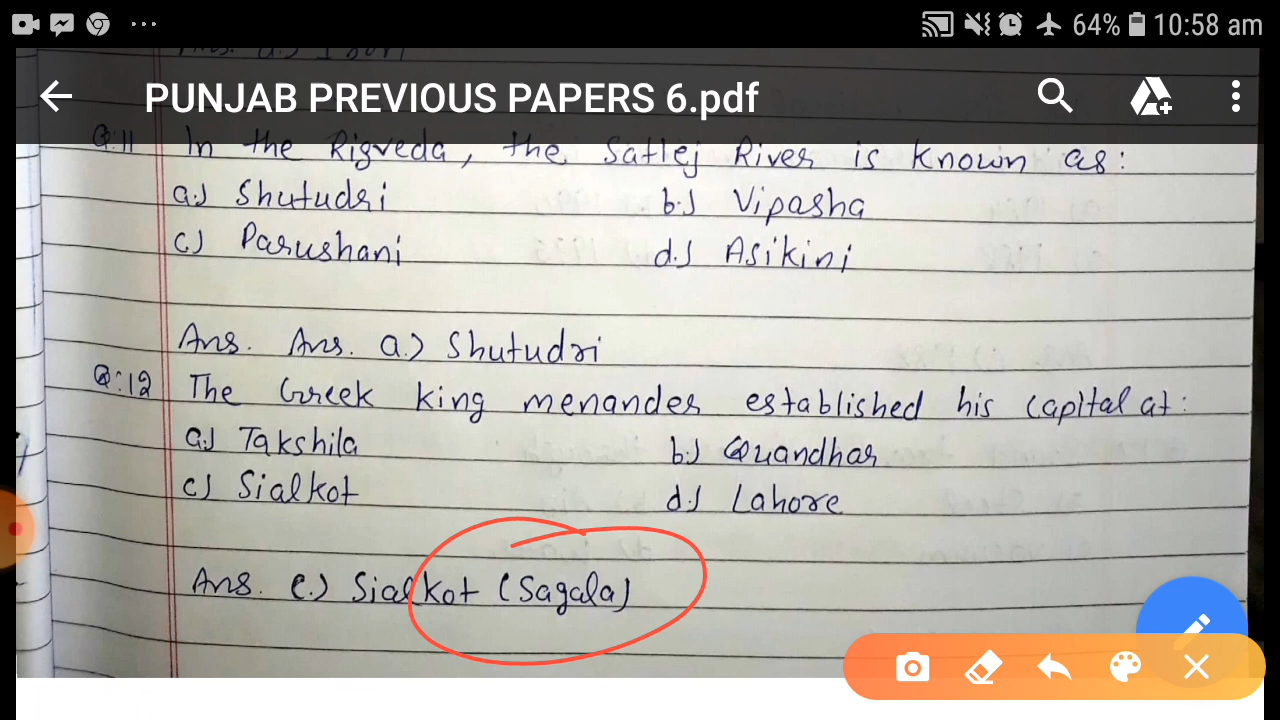 64% 10:58 am
PUNJAB PREVIOUS PAPERS 6.pdf
Q:11 In the Rigveda, the Satlej River is known as:
a.) Shutudri b.) Vipasha
c) Parushani d.) Asikini
Ans. Ans. a.) Shutudri
Q:12 The Greek king menander established his capital at:
a.) Takshila b.) Quandhar
c) Sialkot d.) Lahore
Ans. c.) Sialkot (Sagala)